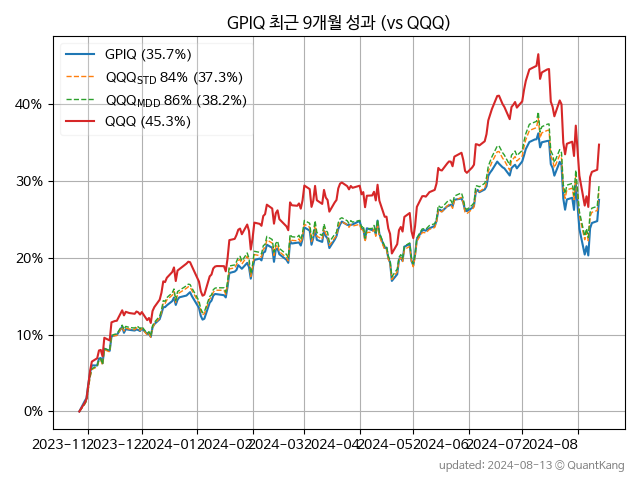 GPIQ 최근 9개월 성과 (vs QQQ)
GPIQ (35.7%)
QQQSTD 84% (37.3%)
QQQMDD 86% (38.2%)
QQQ (45.3%)
40%
30%
20%
10%
0%
2023-11 2023-12 2024-01 2024-02 2024-03 2024-04 2024-05 2024-06 2024-07 2024-08
updated: 2024-08-13 © QuantKang